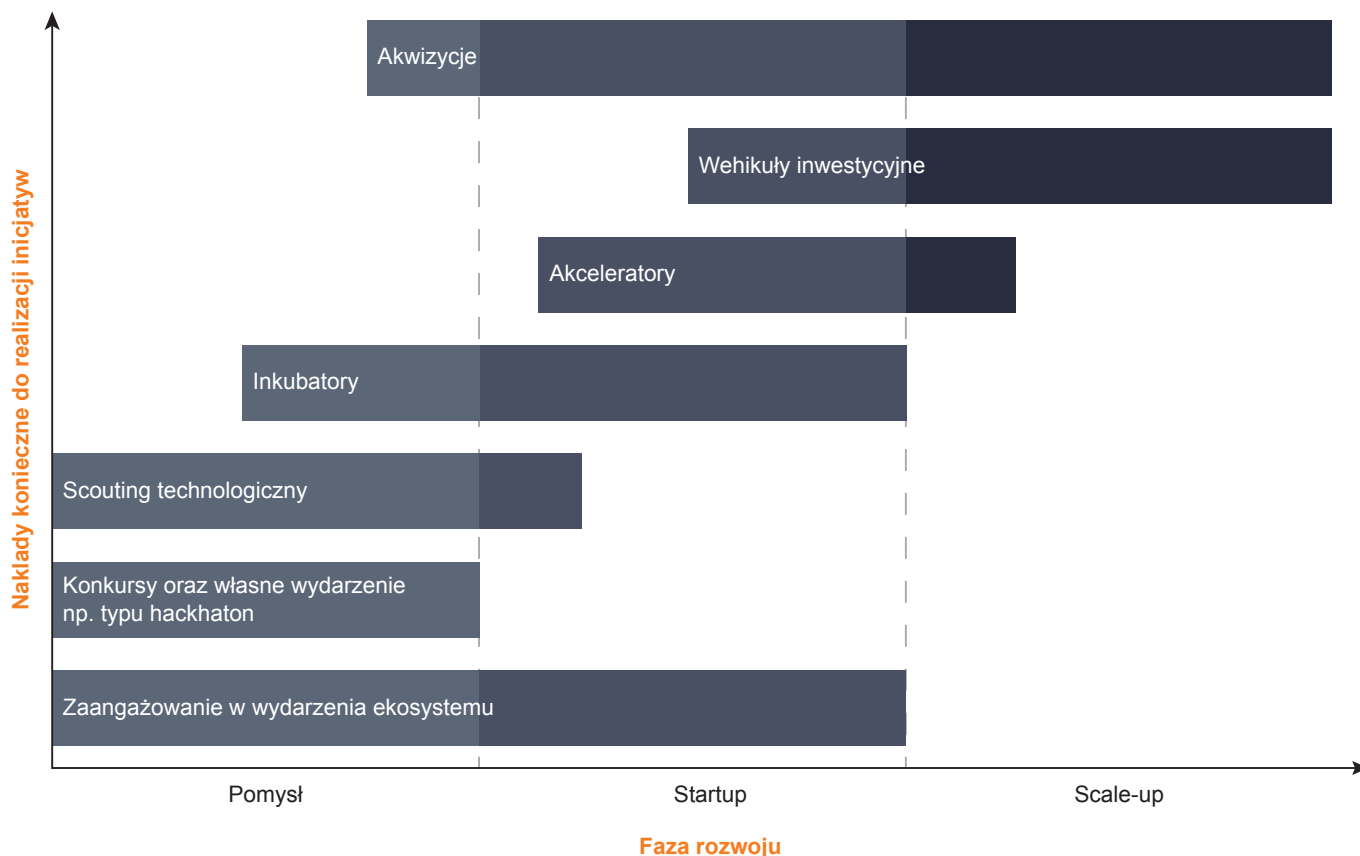 Akwizycje
Wehikuły inwestycyjne
Akceleratory
Inkubatory
Scouting technologiczny
Konkursy oraz własne wydarzenie
np. typu hackhaton
Zaangażowanie w wydarzenia ekosystemu
Nakłady konieczne do realizacji inicjatyw
Pomysł
Startup
Scale-up
Faza rozwoju